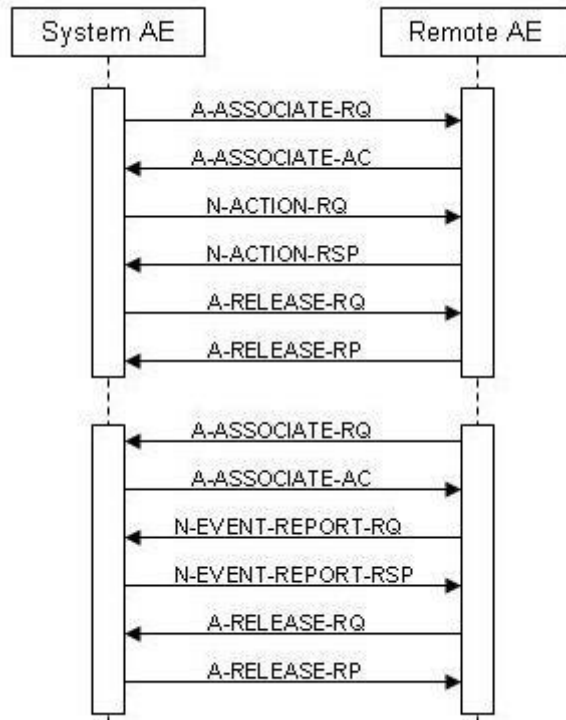 System AE
Remote AE
A-ASSOCIATE-RQ
A-ASSOCIATE-AC
N-ACTION-RQ
N-ACTION-RSP
A-RELEASE-RQ
A-RELEASE-RP
A-ASSOCIATE-RQ
A-ASSOCIATE-AC
N-EVENT-REPORT-RQ
N-EVENT-REPORT-RSP
A-RELEASE-RQ
A-RELEASE-RP